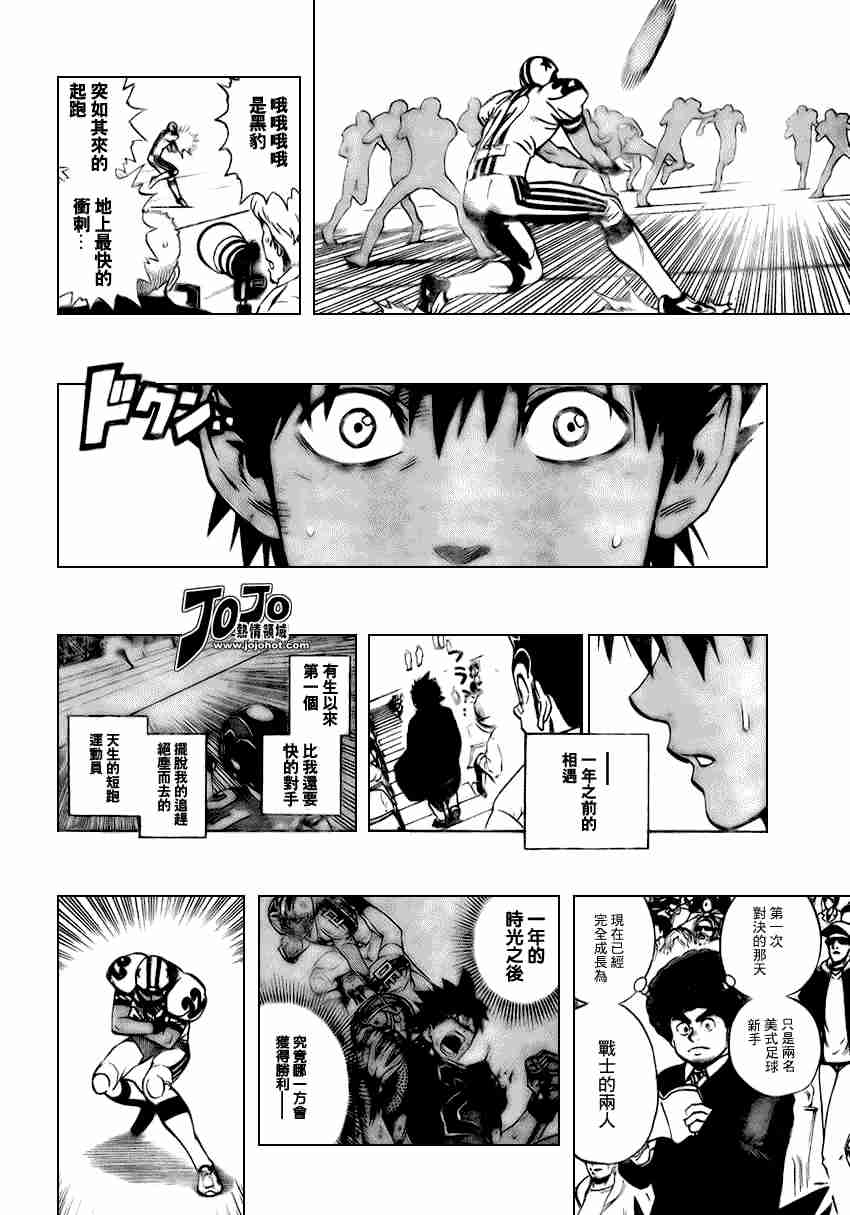 哦哦哦哦
是黑豹
突如其來的
起跑
地上最快的
衝刺…
ドクン‥
フラ…
一年之前的
相遇
JOJO
熱情領域
www.jojohot.com
有生以來
第一個
比我還要
快的對手
擺脫我的追趕
絕塵而去的
天生的短跑
運動員
第一次
對決的那天
只是兩名
美式足球
新手
現在已經
完全成長為
戰士的兩人
一年的
時光之後
究竟哪一方會
獲得勝利——